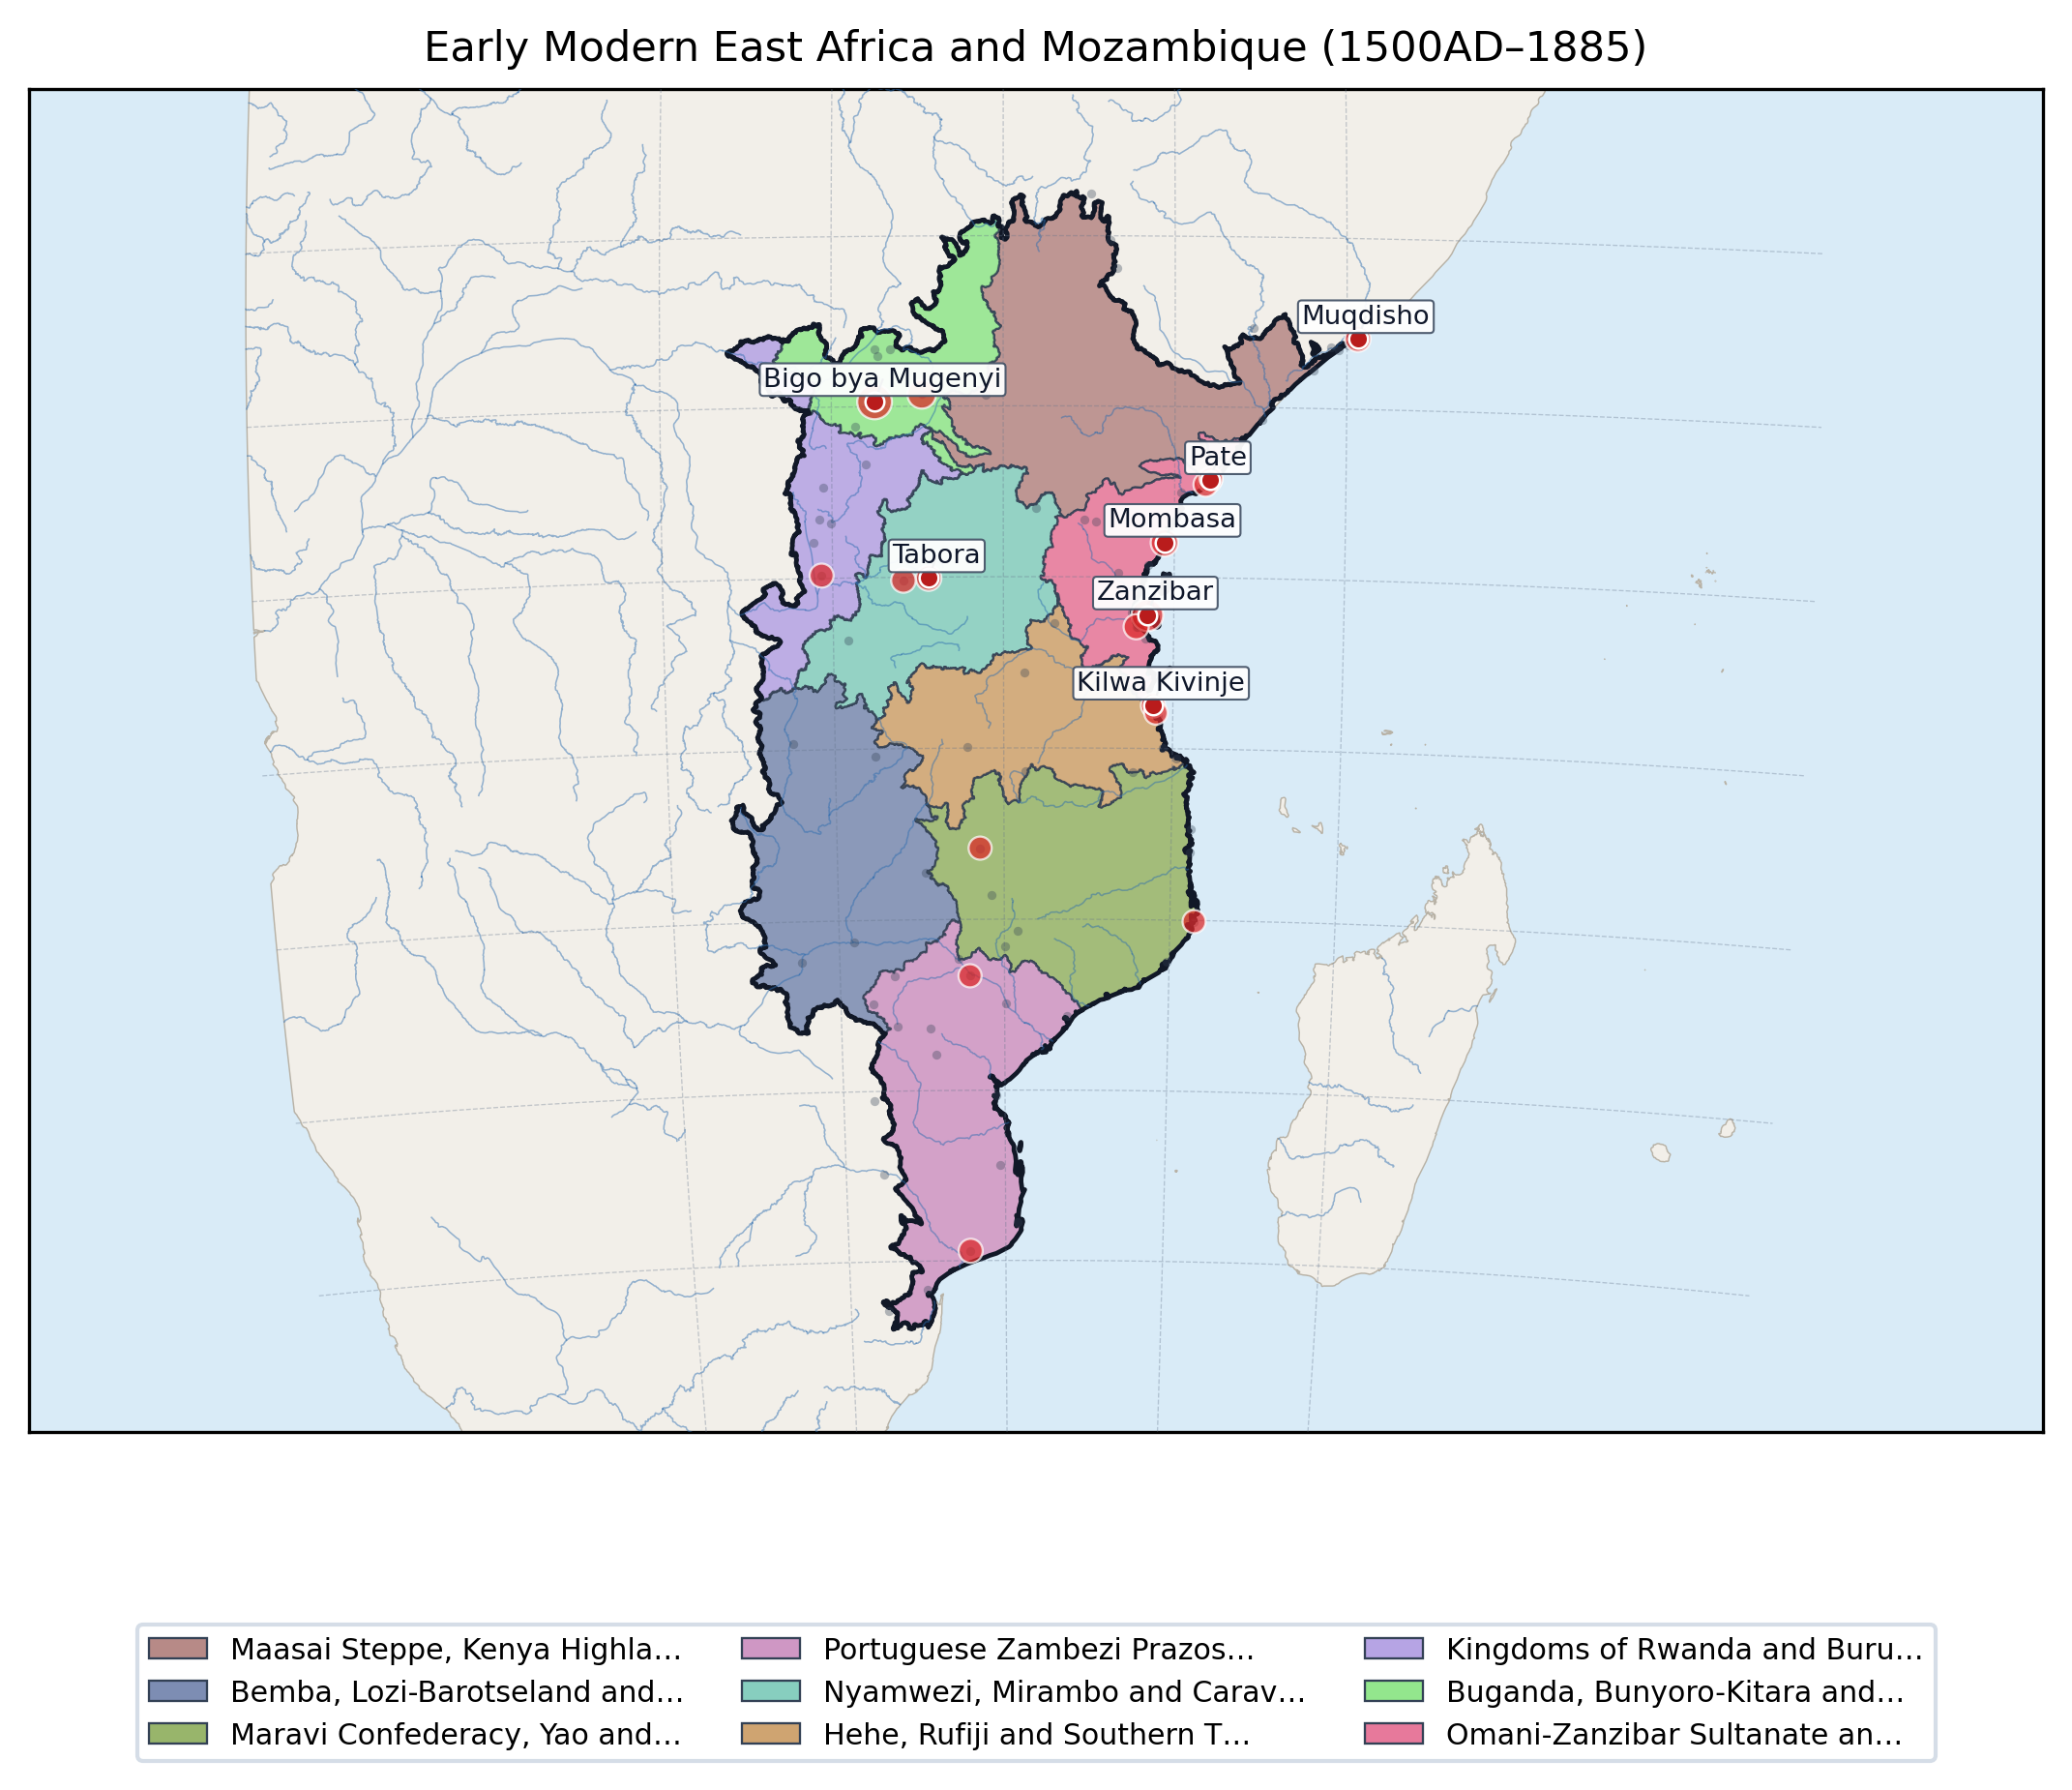 Early Modern East Africa and Mozambique (1500AD–1885)
Muqdisho
Bigo bya Mugenyi
Pate
Mombasa
Tabora
Zanzibar
Kilwa Kivinje
Maasai Steppe, Kenya Highla...
Bemba, Lozi-Barotseland and...
Maravi Confederacy, Yao and...
Portuguese Zambezi Prazos...
Nyamwezi, Mirambo and Carav...
Hehe, Rufiji and Southern T...
Kingdoms of Rwanda and Buru...
Buganda, Bunyoro-Kitara and...
Omani-Zanzibar Sultanate an...